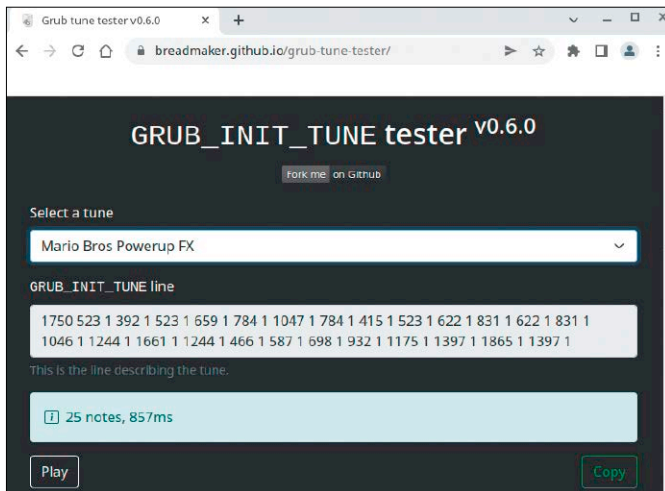 Grub tune tester v0.6.0
breadmaker.github.io/grub-tune-tester/
GRUB_INIT_TUNE tester v0.6.0
Fork me on Github
Select a tune
Mario Bros Powerup FX
GRUB_INIT_TUNE line
1750 523 1 392 1 523 1 659 1 784 1 1047 1 784 1 415 1 523 1 622 1 831 1 622 1 831 1
1046 1 1244 1 1661 1 1244 1 466 1 587 1 698 1 932 1 1175 1 1397 1 1865 1 1397 1
This is the line describing the tune.
25 notes, 857ms
Play
Copy